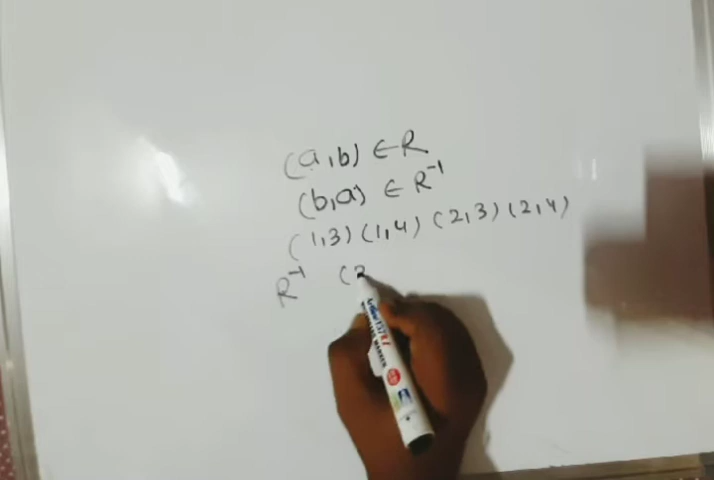 (a,b) ∈ R
(b,a) ∈ R⁻¹
(1,3) (1,4) (2,3) (2,4)
R⁻¹ (3